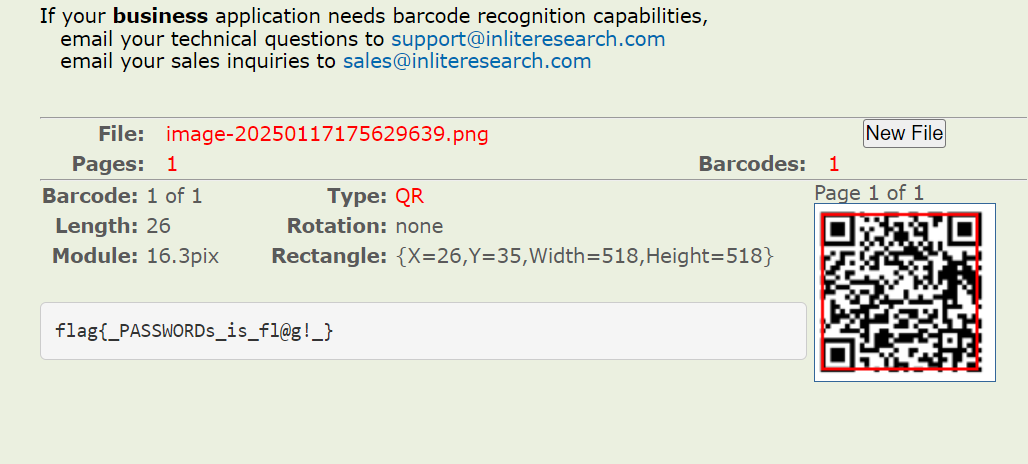 If your business application needs barcode recognition capabilities,
email your technical questions to support@inliteresearch.com
email your sales inquiries to sales@inliteresearch.com
File: image-20250117175629639.png New File
Pages: 1 Barcodes: 1
Barcode: 1 of 1 Type: QR Page 1 of 1
Length: 26 Rotation: none
Module: 16.3pix Rectangle: {X=26,Y=35,Width=518,Height=518}
flag{_PASSWORDs_is_fl@g!_}